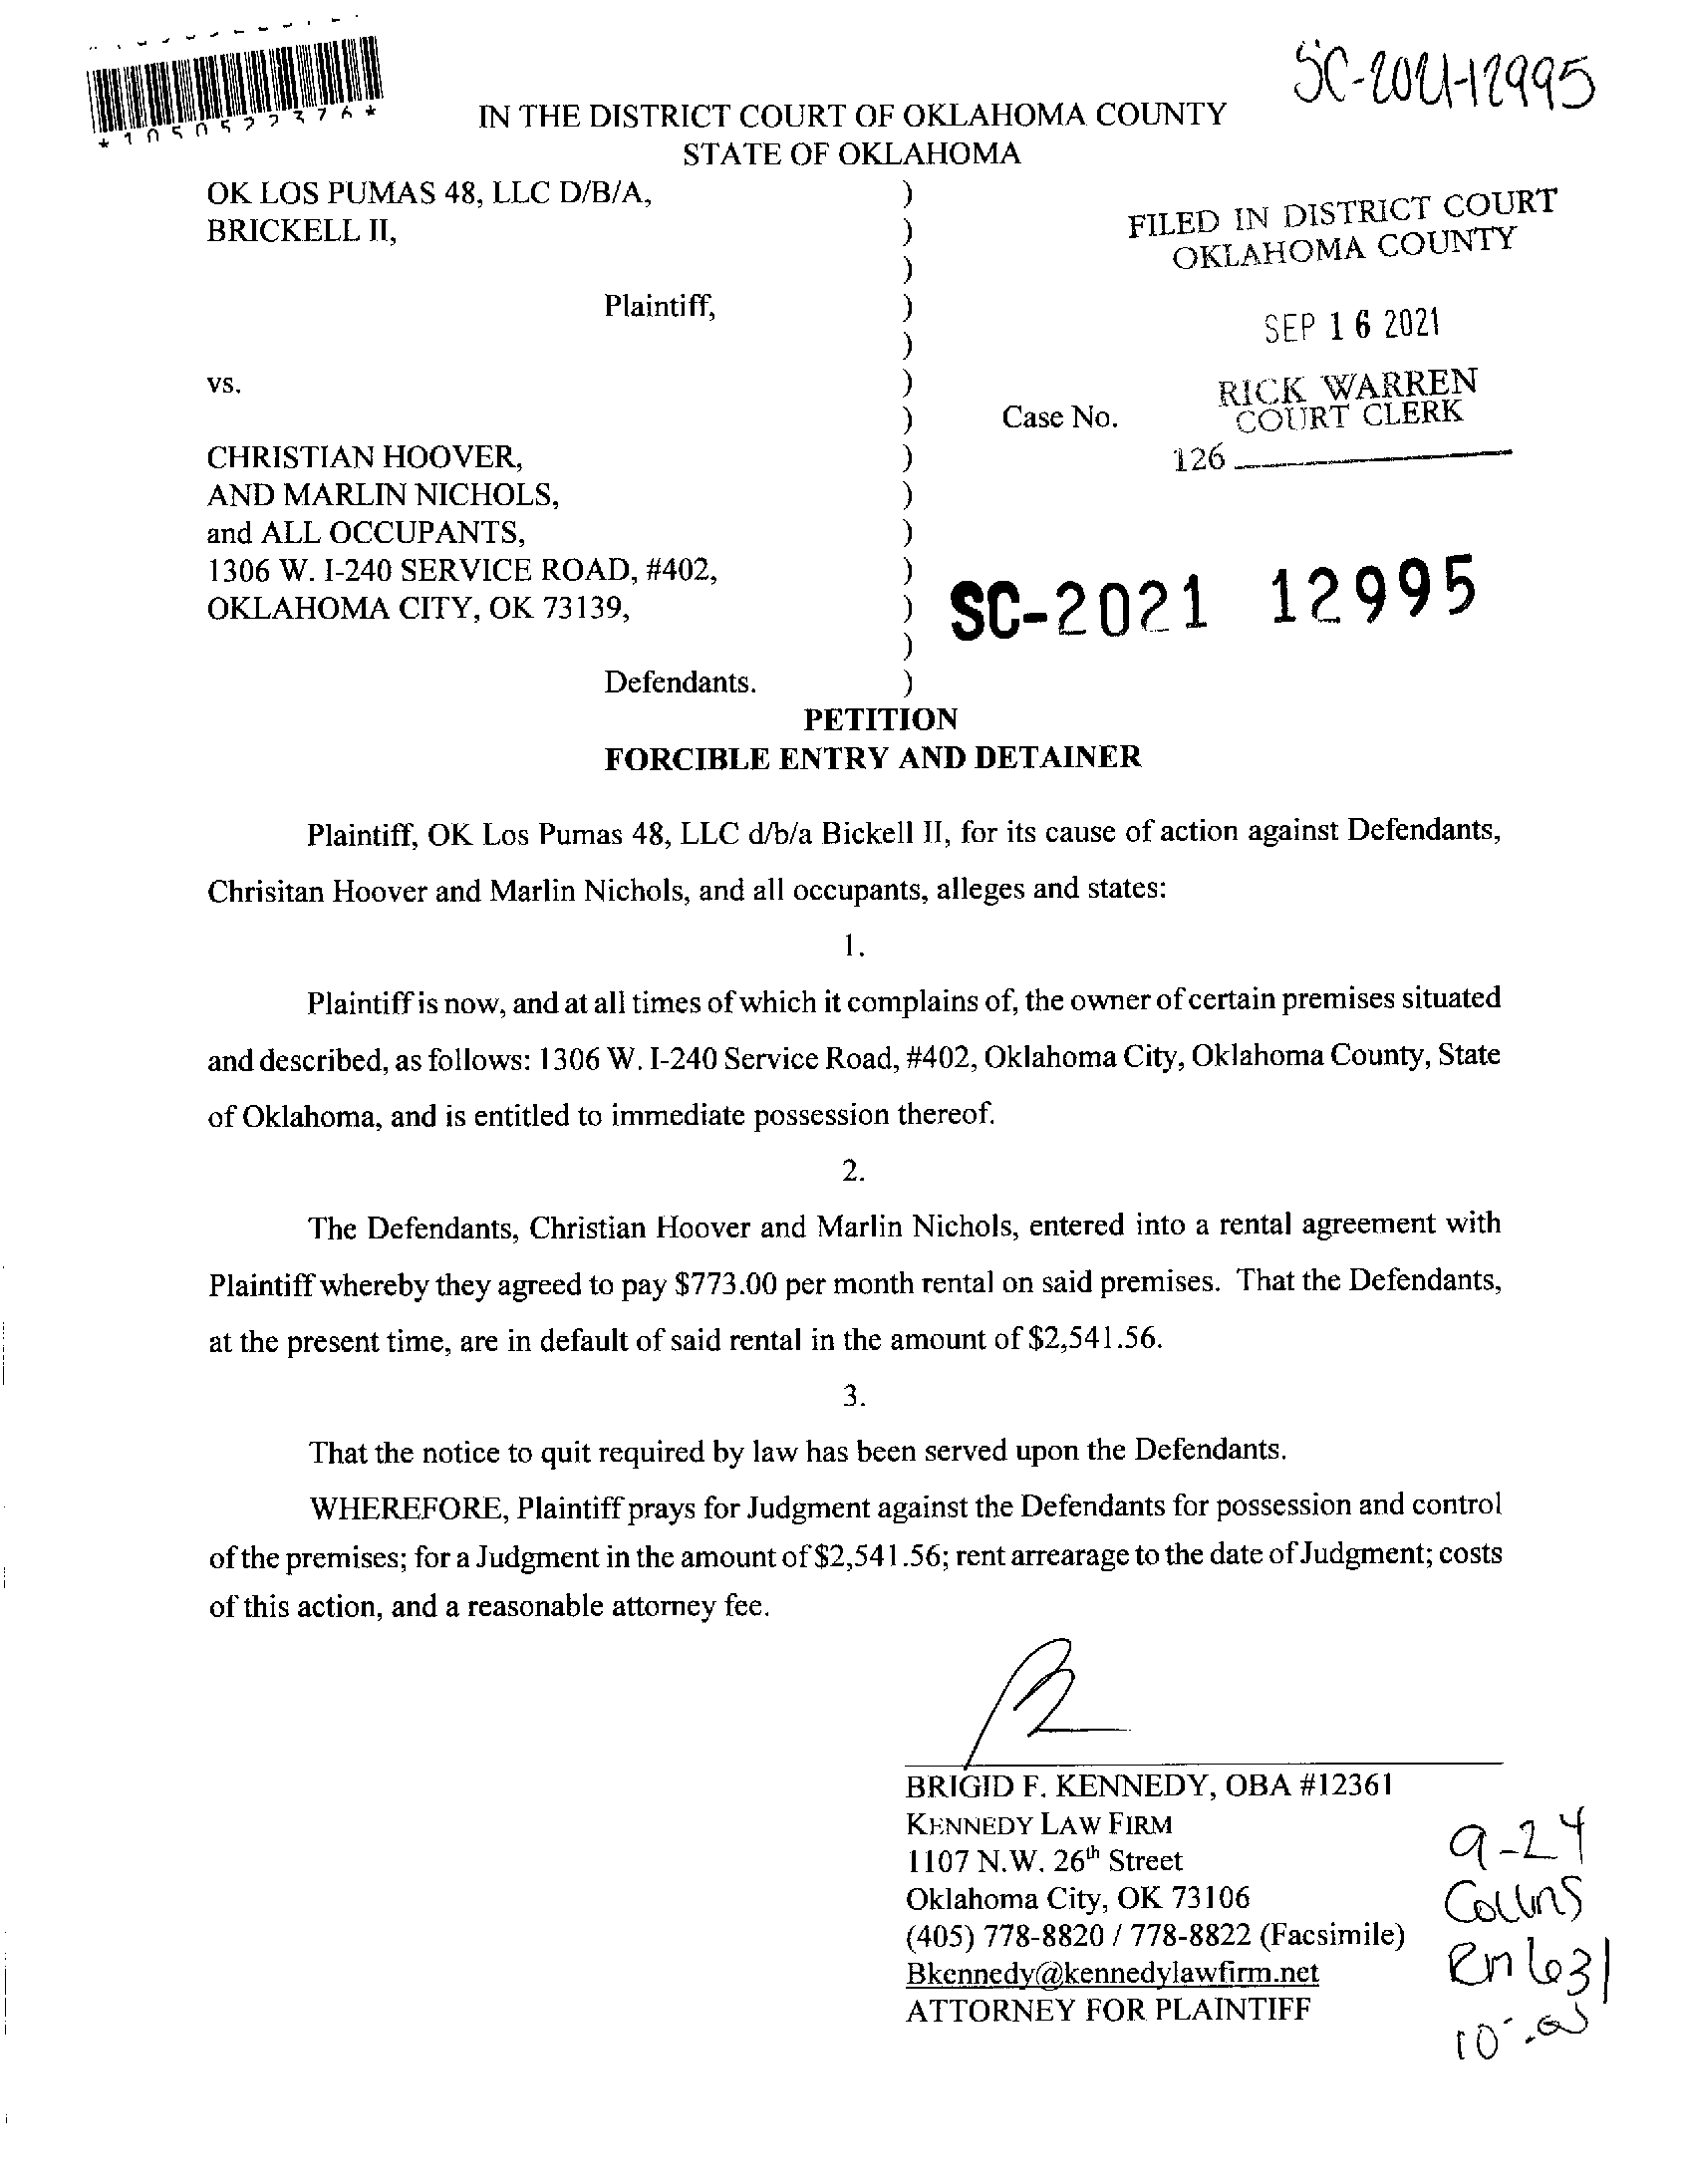 SC-2021-12995
*1050522376*
IN THE DISTRICT COURT OF OKLAHOMA COUNTY
STATE OF OKLAHOMA
OK LOS PUMAS 48, LLC D/B/A, )
BRICKELL II, )
)
Plaintiff, )
)
vs. )
)
CHRISTIAN HOOVER, )
AND MARLIN NICHOLS, )
and ALL OCCUPANTS, )
1306 W. I-240 SERVICE ROAD, #402, )
OKLAHOMA CITY, OK 73139, )
)
Defendants. )
FILED IN DISTRICT COURT
OKLAHOMA COUNTY
SEP 16 2021
RICK WARREN
COURT CLERK
Case No.
126
SC-2021 12995
PETITION
FORCIBLE ENTRY AND DETAINER
Plaintiff, OK Los Pumas 48, LLC d/b/a Bickell II, for its cause of action against Defendants,
Chrisitan Hoover and Marlin Nichols, and all occupants, alleges and states:
1.
Plaintiff is now, and at all times of which it complains of, the owner of certain premises situated
and described, as follows: 1306 W. I-240 Service Road, #402, Oklahoma City, Oklahoma County, State
of Oklahoma, and is entitled to immediate possession thereof.
2.
The Defendants, Christian Hoover and Marlin Nichols, entered into a rental agreement with
Plaintiff whereby they agreed to pay $773.00 per month rental on said premises. That the Defendants,
at the present time, are in default of said rental in the amount of $2,541.56.
3.
That the notice to quit required by law has been served upon the Defendants.
WHEREFORE, Plaintiff prays for Judgment against the Defendants for possession and control
of the premises; for a Judgment in the amount of $2,541.56; rent arrearage to the date of Judgment; costs
of this action, and a reasonable attorney fee.
BRIGID F. KENNEDY, OBA #12361
KENNEDY LAW FIRM
1107 N.W. 26th Street
Oklahoma City, OK 73106
(405) 778-8820 / 778-8822 (Facsimile)
Bkennedy@kennedylawfirm.net
ATTORNEY FOR PLAINTIFF
9-24
Collins
Rm 631
10:00